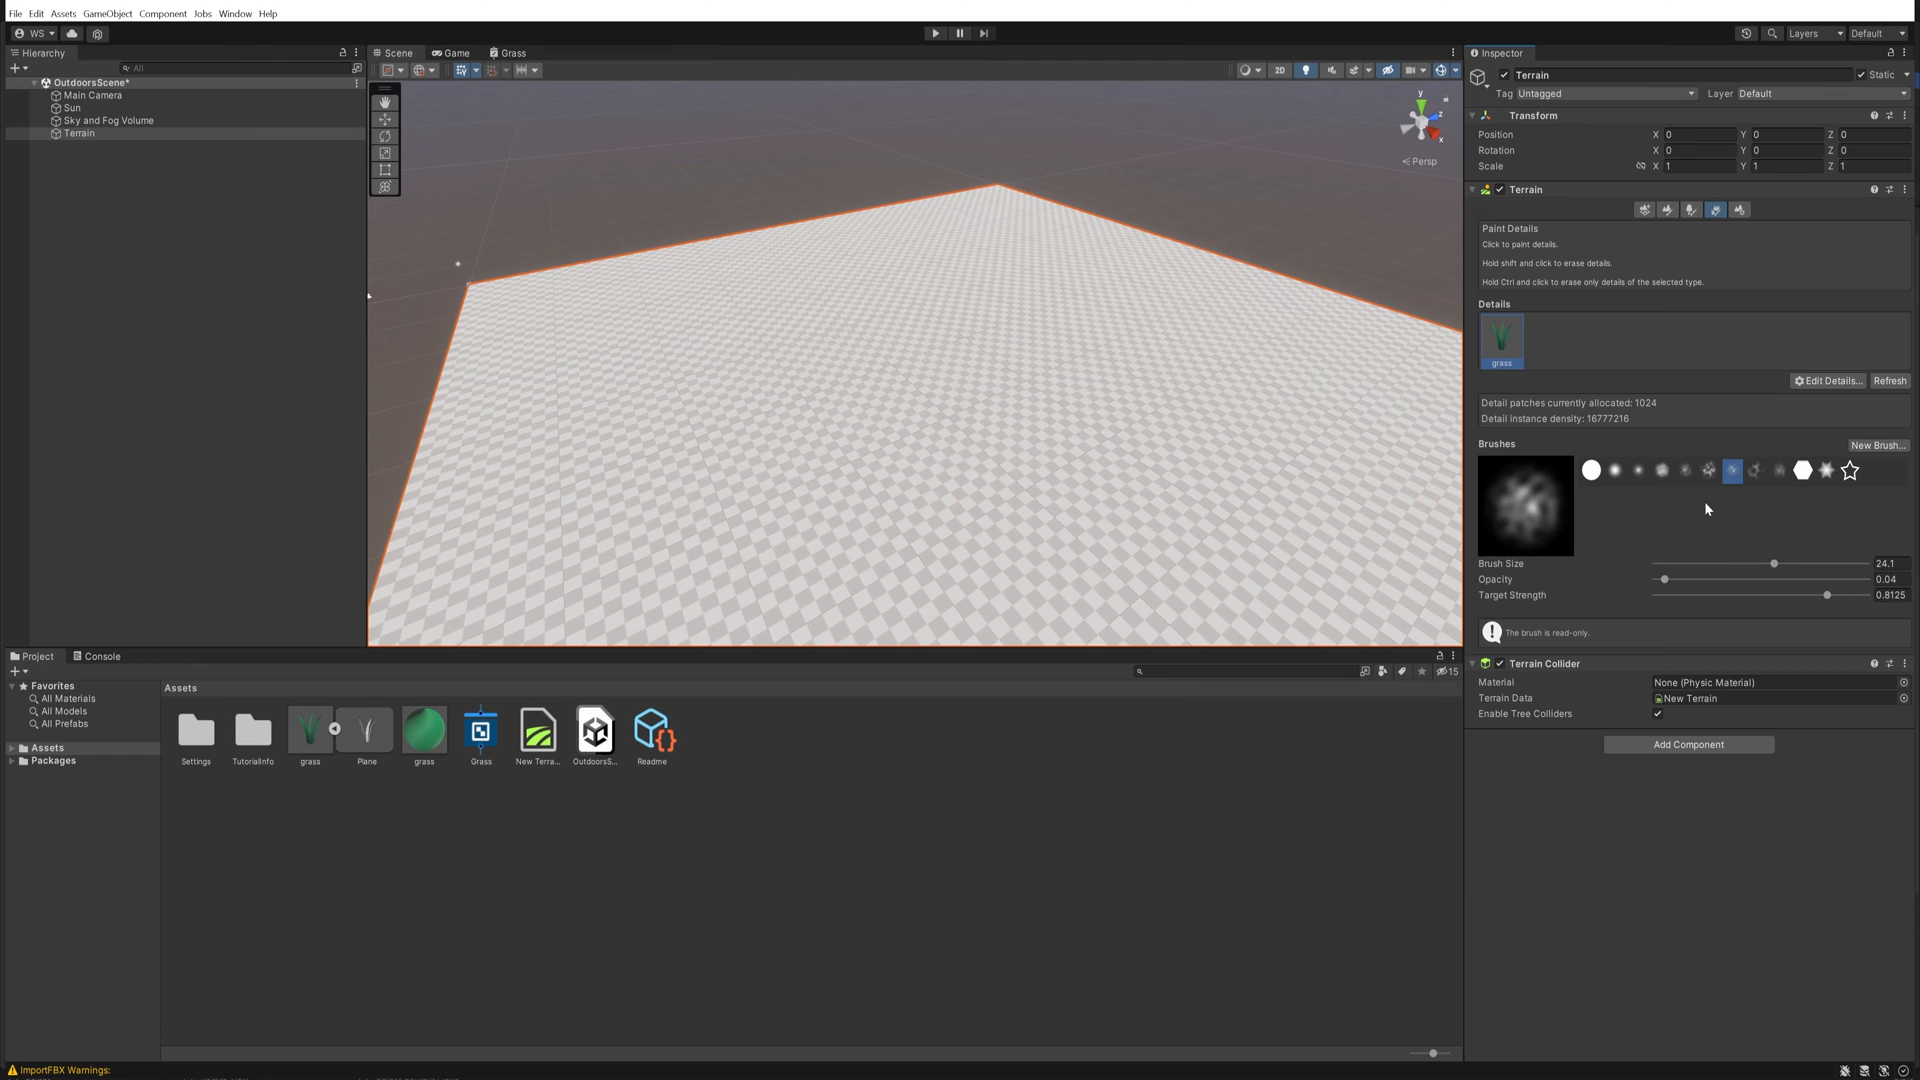 File Edit Assets GameObject Component Jobs Window Help
WS Layers Default
Hierarchy
All
OutdoorsScene*
Main Camera
Sun
Sky and Fog Volume
Terrain
Scene Game Grass
2D
y
z
x
Persp
Inspector
Terrain Static
Tag Untagged Layer Default
Transform
Position X 0 Y 0 Z 0
Rotation X 0 Y 0 Z 0
Scale X 1 Y 1 Z 1
Terrain
Paint Details
Click to paint details.
Hold shift and click to erase details.
Hold Ctrl and click to erase only details of the selected type.
Details
grass
Edit Details... Refresh
Detail patches currently allocated: 1024
Detail instance density: 16777216
Brushes New Brush...
Brush Size 24.1
Opacity 0.04
Target Strength 0.8125
The brush is read-only.
Terrain Collider
Material None (Physic Material)
Terrain Data New Terrain
Enable Tree Colliders
Add Component
Project Console
15
Favorites
All Materials
All Models
All Prefabs
Assets
Packages
Assets
Settings TutorialInfo grass Plane grass Grass New Terra... OutdoorsS... Readme
ImportFBX Warnings: